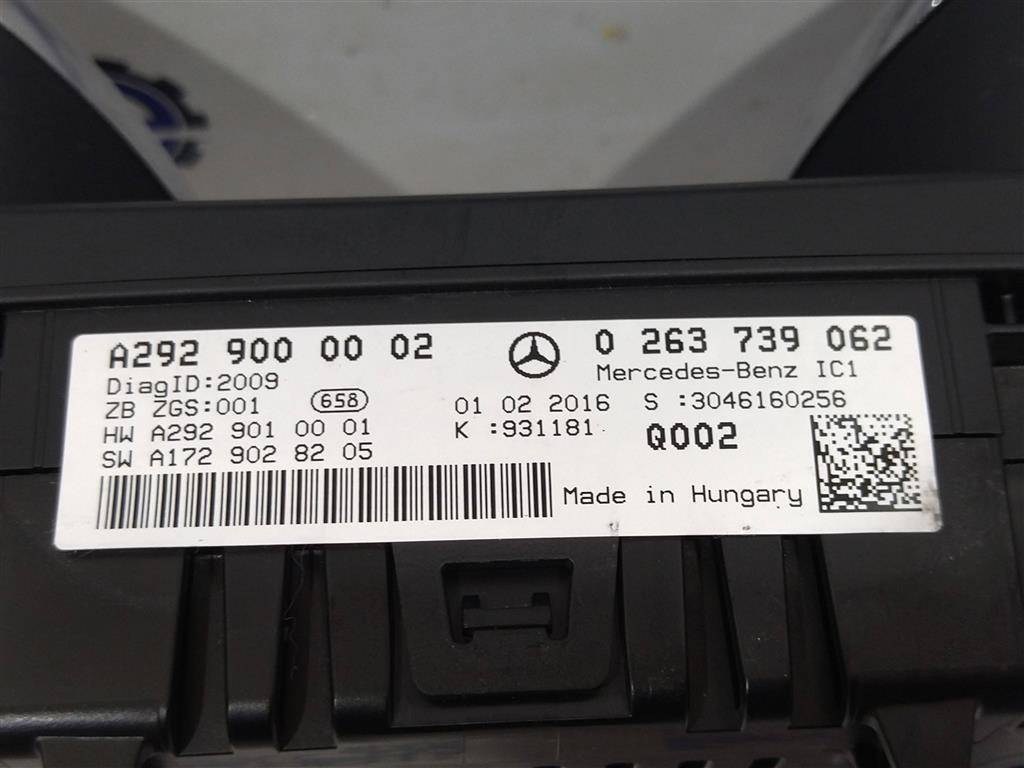 A292 900 00 02
0 263 739 062
DiagID:2009
Mercedes-Benz IC1
ZB ZGS:001
658
01 02 2016
S :3046160256
HW A292 901 00 01
K :931181
Q002
SW A172 902 82 05
Made in Hungary